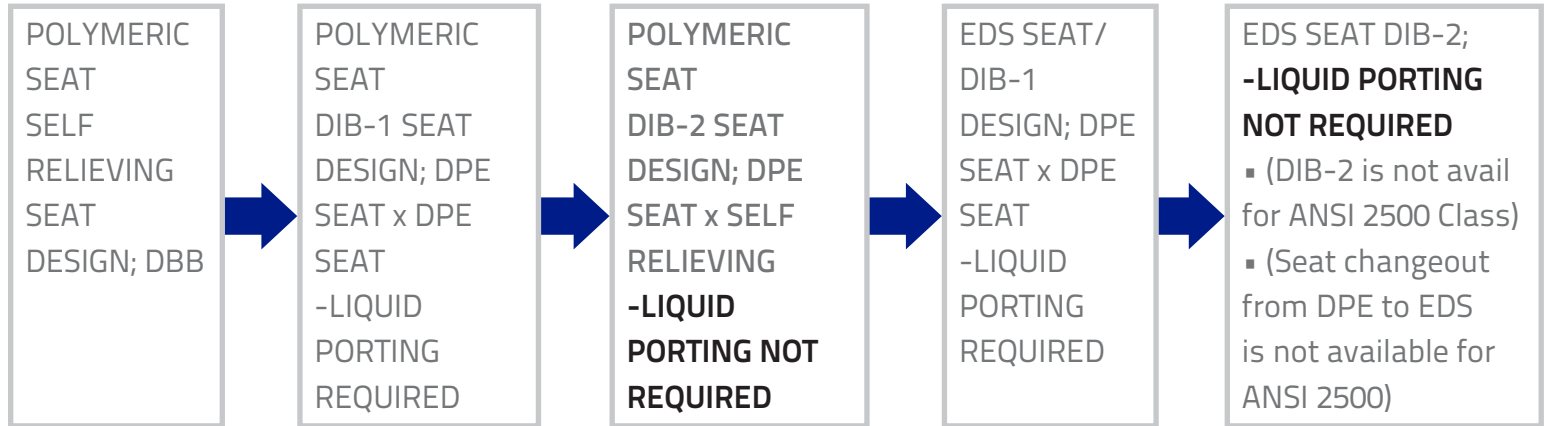 POLYMERIC
SEAT
SELF
RELIEVING
SEAT
DESIGN; DBB
POLYMERIC
SEAT
DIB-1 SEAT
DESIGN; DPE
SEAT x DPE
SEAT
-LIQUID
PORTING
REQUIRED
POLYMERIC
SEAT
DIB-2 SEAT
DESIGN; DPE
SEAT x SELF
RELIEVING
-LIQUID
PORTING NOT
REQUIRED
EDS SEAT/
DIB-1
DESIGN; DPE
SEAT x DPE
SEAT
-LIQUID
PORTING
REQUIRED
EDS SEAT DIB-2;
-LIQUID PORTING
NOT REQUIRED
▪ (DIB-2 is not avail
for ANSI 2500 Class)
▪ (Seat changeout
from DPE to EDS
is not available for
ANSI 2500)